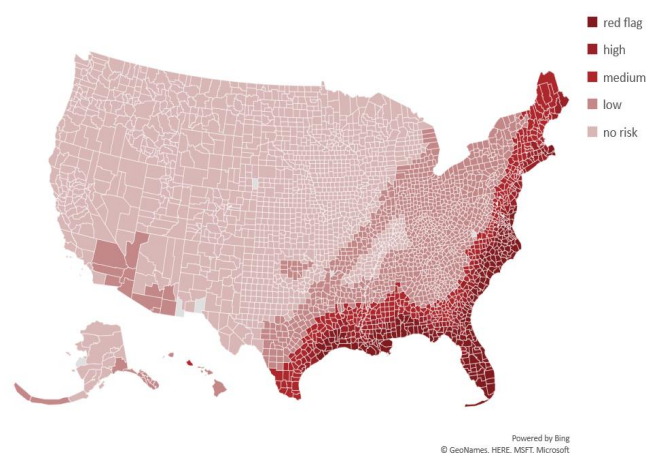 red flag
high
medium
low
no risk
Powered by Bing
© GeoNames, HERE, MSFT, Microsoft